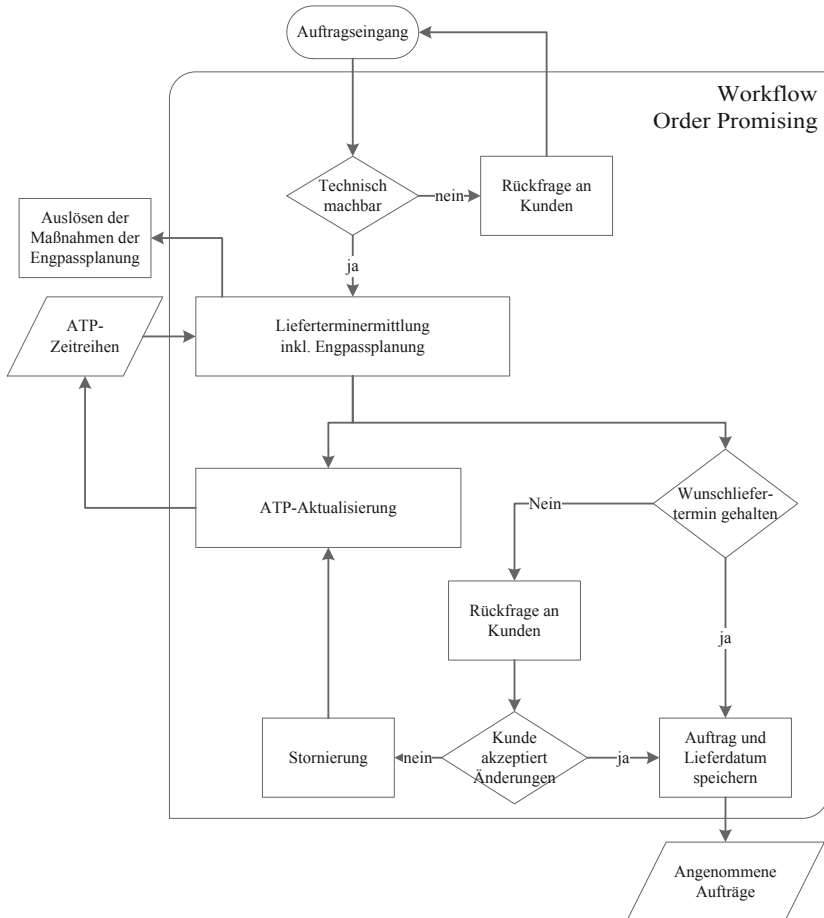 Auftragseingang
Workflow
Order Promising
Technisch
machbar
nein
Rückfrage an
Kunden
Auslösen der
Maßnahmen der
Engpassplanung
ja
ATP-
Zeitreihen
Lieferterminermittlung
inkl. Engpassplanung
ATP-Aktualisierung
Nein
Wunschliefer-
termin gehalten
Rückfrage an
Kunden
ja
Stornierung
nein
Kunde
akzeptiert
Änderungen
ja
Auftrag und
Lieferdatum
speichern
Angenommene
Aufträge